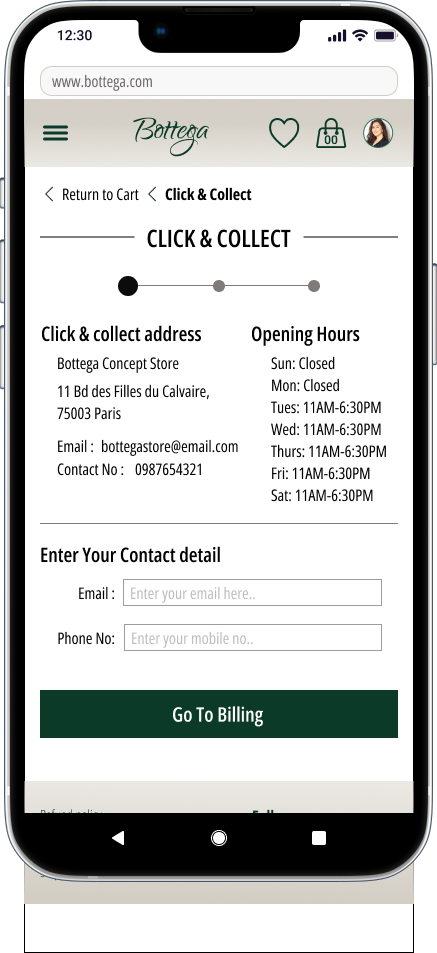 12:30
www.bottega.com
Bottega
00
Return to Cart Click & Collect
CLICK & COLLECT
Click & collect address
Bottega Concept Store
11 Bd des Filles du Calvaire,
75003 Paris
Email : bottegastore@email.com
Contact No : 0987654321
Opening Hours
Sun: Closed
Mon: Closed
Tues: 11AM-6:30PM
Wed: 11AM-6:30PM
Thurs: 11AM-6:30PM
Fri: 11AM-6:30PM
Sat: 11AM-6:30PM
Enter Your Contact detail
Email : Enter your email here..
Phone No: Enter your mobile no..
Go To Billing